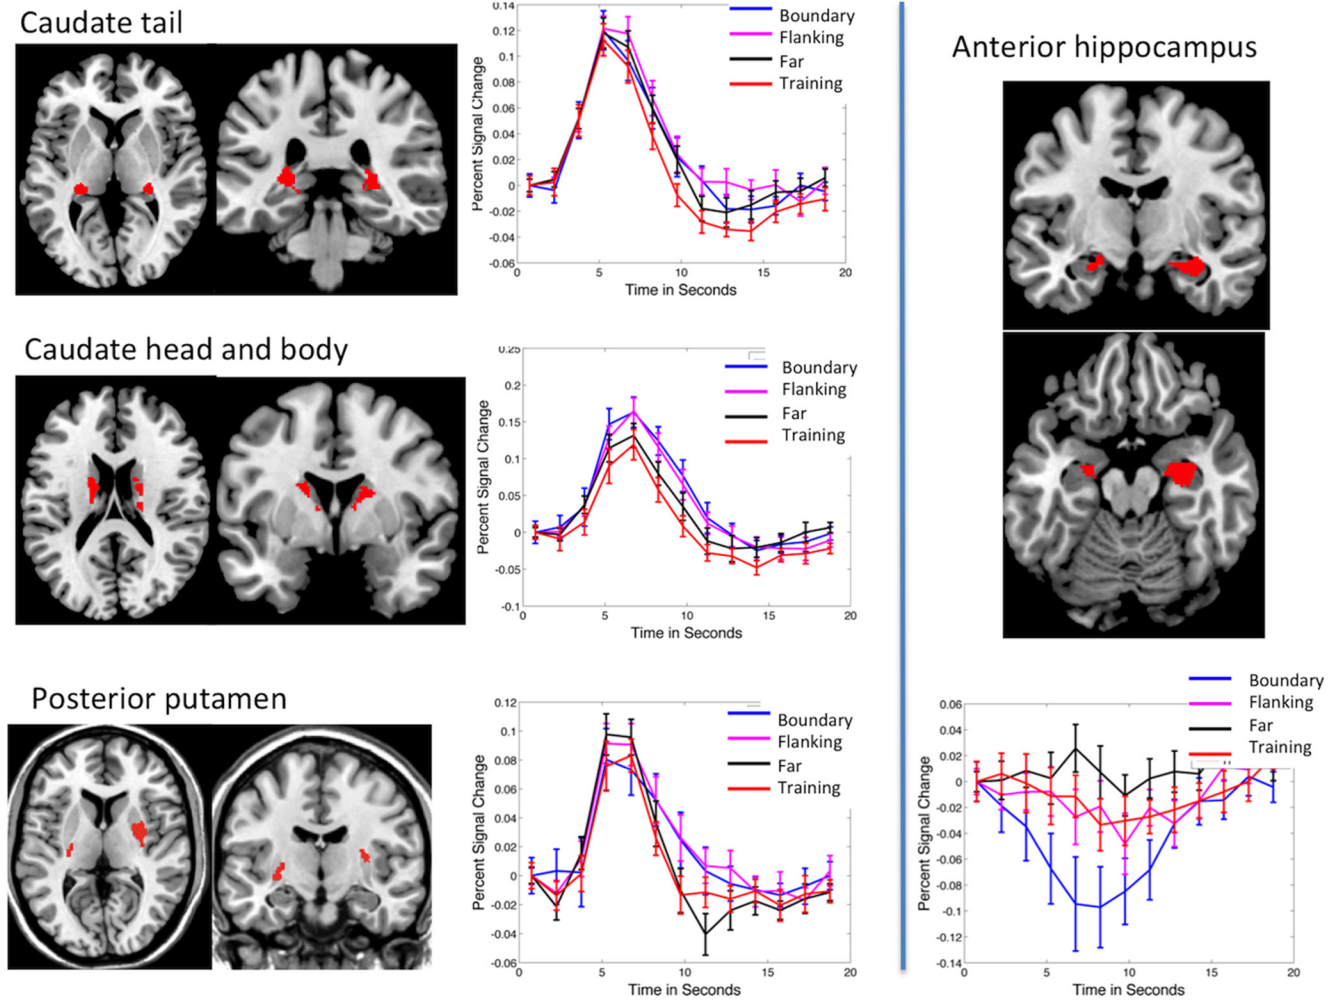 Caudate tail
0.14
0.12
0.1
0.08
0.06
0.04
0.02
0
-0.02
-0.04
-0.06
Percent Signal Change
0
5
10
15
20
Time in Seconds
Boundary
Flanking
Far
Training
Caudate head and body
0.25
0.2
0.15
0.1
0.05
0
-0.05
-0.1
Percent Signal Change
0
5
10
15
20
Time in Seconds
Boundary
Flanking
Far
Training
Posterior putamen
0.12
0.1
0.08
0.06
0.04
0.02
0
-0.02
-0.04
-0.06
Percent Signal Change
0
5
10
15
20
Time in Seconds
Boundary
Flanking
Far
Training
Anterior hippocampus
0.06
0.04
0.02
0
-0.02
-0.04
-0.06
-0.08
-0.1
-0.12
-0.14
Percent Signal Change
0
5
10
15
20
Time in Seconds
Boundary
Flanking
Far
Training